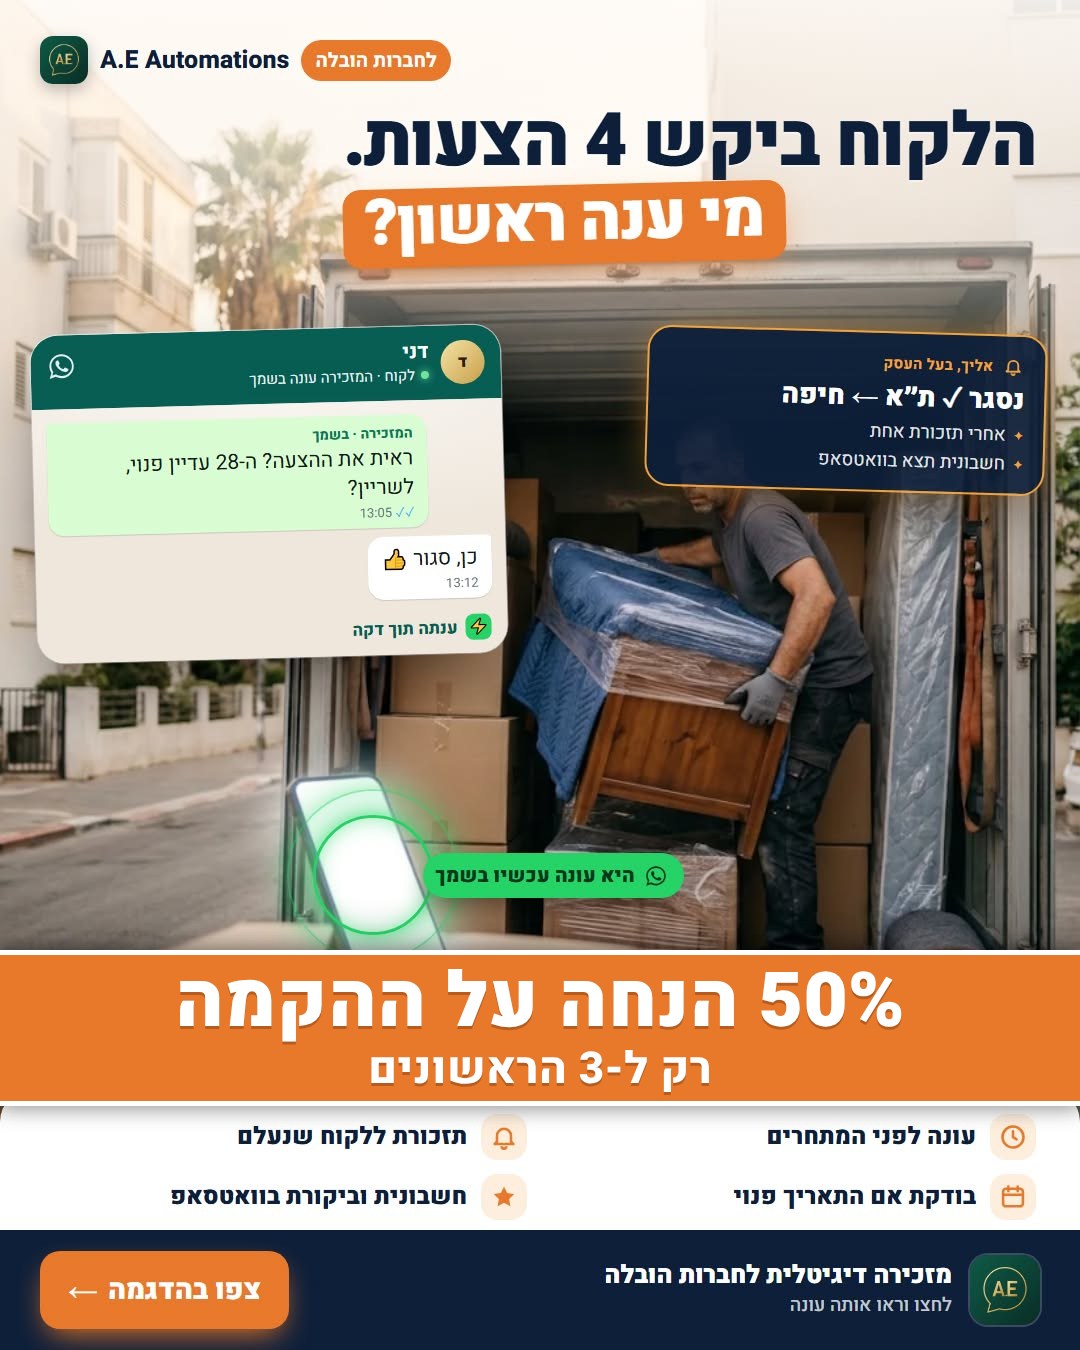 A.E Automations
לחברות הובלה
הלקוח ביקש 4 הצעות.
מי ענה ראשון?
אליך, בעל העסק
נסגר ✓ ת״א ← חיפה
אחרי תזכורת אחת
חשבונית תצא בוואטסאפ
ד
דני
לקוח · המזכירה עונה בשמך
המזכירה · בשמך
ראית את ההצעה? ה-28 עדיין פנוי,
לשריין?
13:05 ✓✓
כן, סגור 👍
13:12
ענתה תוך דקה
היא עונה עכשיו בשמך
50% הנחה על ההקמה
רק ל-3 הראשונים
עונה לפני המתחרים
תזכורת ללקוח שנעלם
בודקת אם התאריך פנוי
חשבונית וביקורת בוואטסאפ
A.E
מזכירה דיגיטלית לחברות הובלה
לחצו וראו אותה עונה
צפו בהדגמה ←